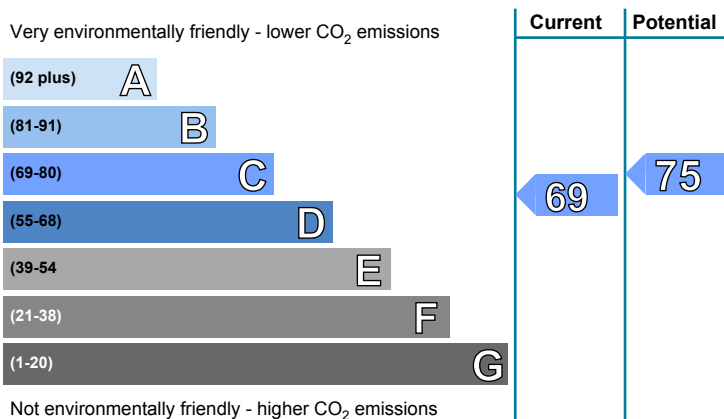 Current Potential
Very environmentally friendly - lower CO2 emissions
(92 plus) A
(81-91) B
(69-80) C
75
69
(55-68) D
(39-54 E
(21-38) F
(1-20) G
Not environmentally friendly - higher CO2 emissions